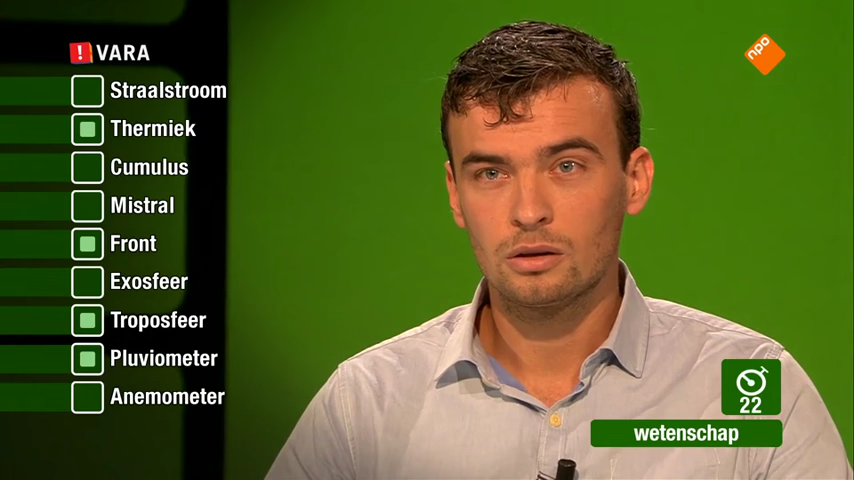 ! VARA
Straalstroom
Thermiek
Cumulus
Mistral
Front
Exosfeer
Troposfeer
Pluviometer
Anemometer
npo
22
wetenschap